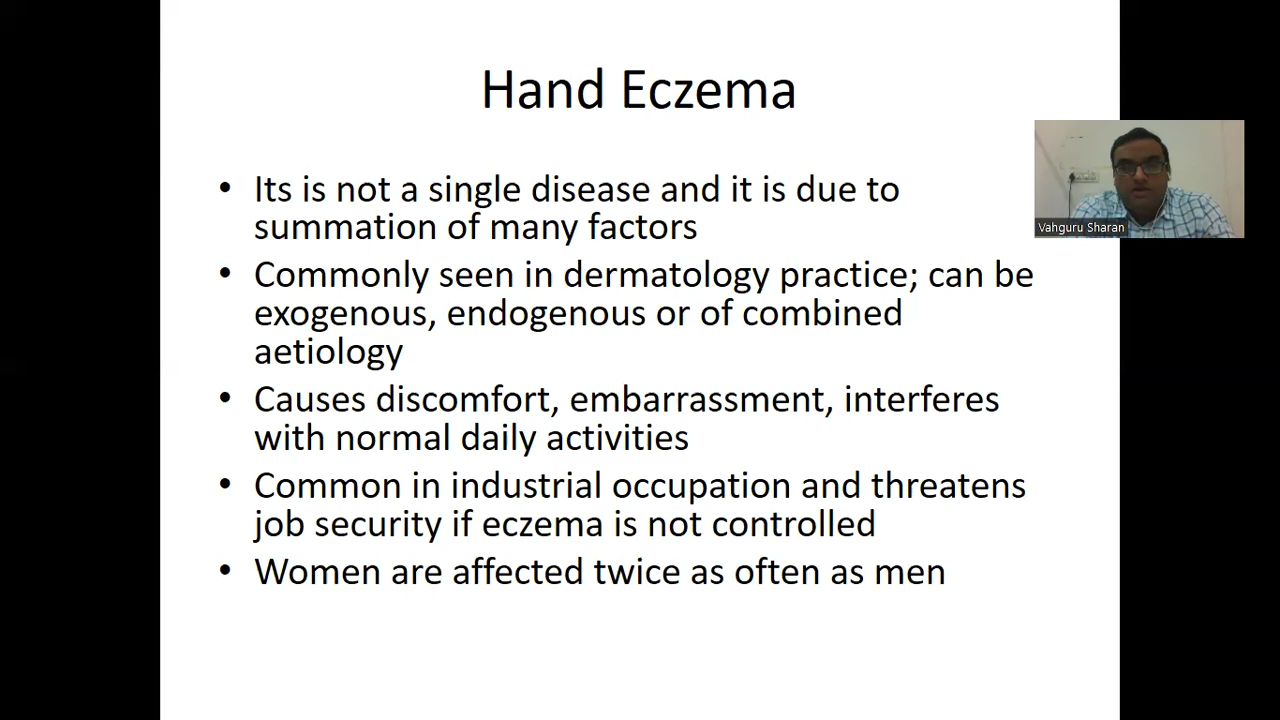 Hand Eczema
• Its is not a single disease and it is due to
summation of many factors
• Commonly seen in dermatology practice; can be
exogenous, endogenous or of combined
aetiology
• Causes discomfort, embarrassment, interferes
with normal daily activities
• Common in industrial occupation and threatens
job security if eczema is not controlled
• Women are affected twice as often as men
Vahguru Sharan